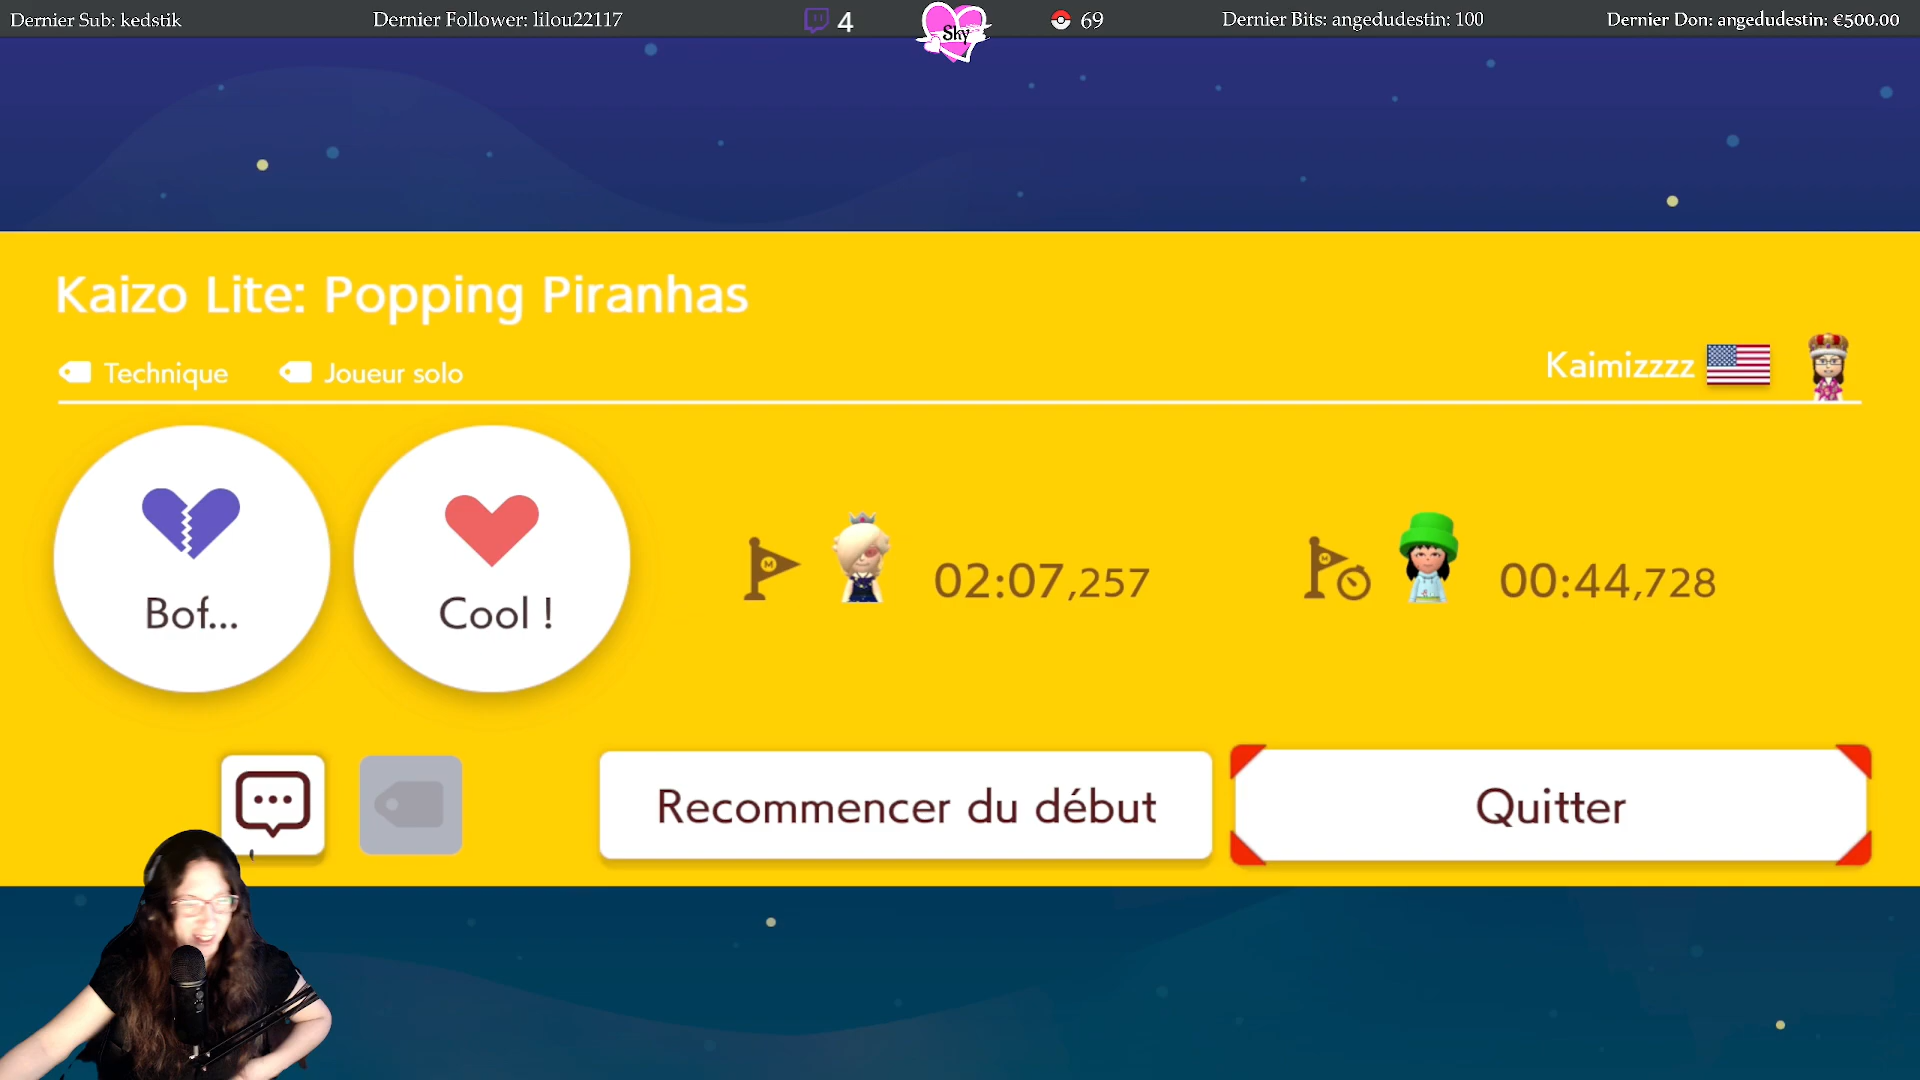 Dernier Sub: kedstik
Dernier Follower: lilou22117
4
Sky
69
Dernier Bits: angedudestin: 100
Dernier Don: angedudestin: €500.00
Kaizo Lite: Popping Piranhas
Technique
Joueur solo
Kaimizzzz
Bof...
Cool !
M
02:07,257
M
00:44,728
Recommencer du début
Quitter